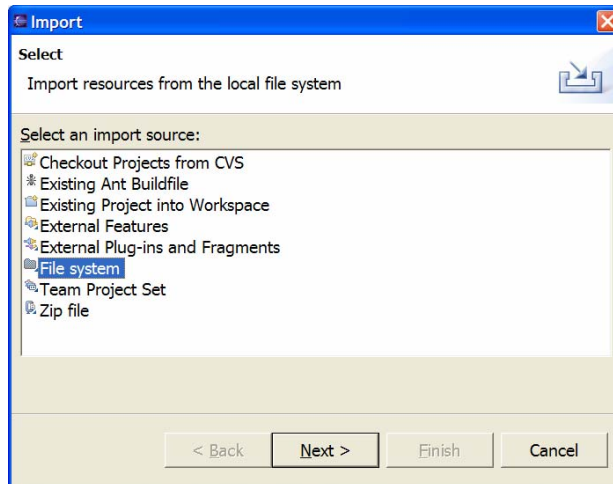 Import
Select
Import resources from the local file system
Select an import source:
Checkout Projects from CVS
Existing Ant Buildfile
Existing Project into Workspace
External Features
External Plug-ins and Fragments
File system
Team Project Set
Zip file
< Back Next > Finish Cancel